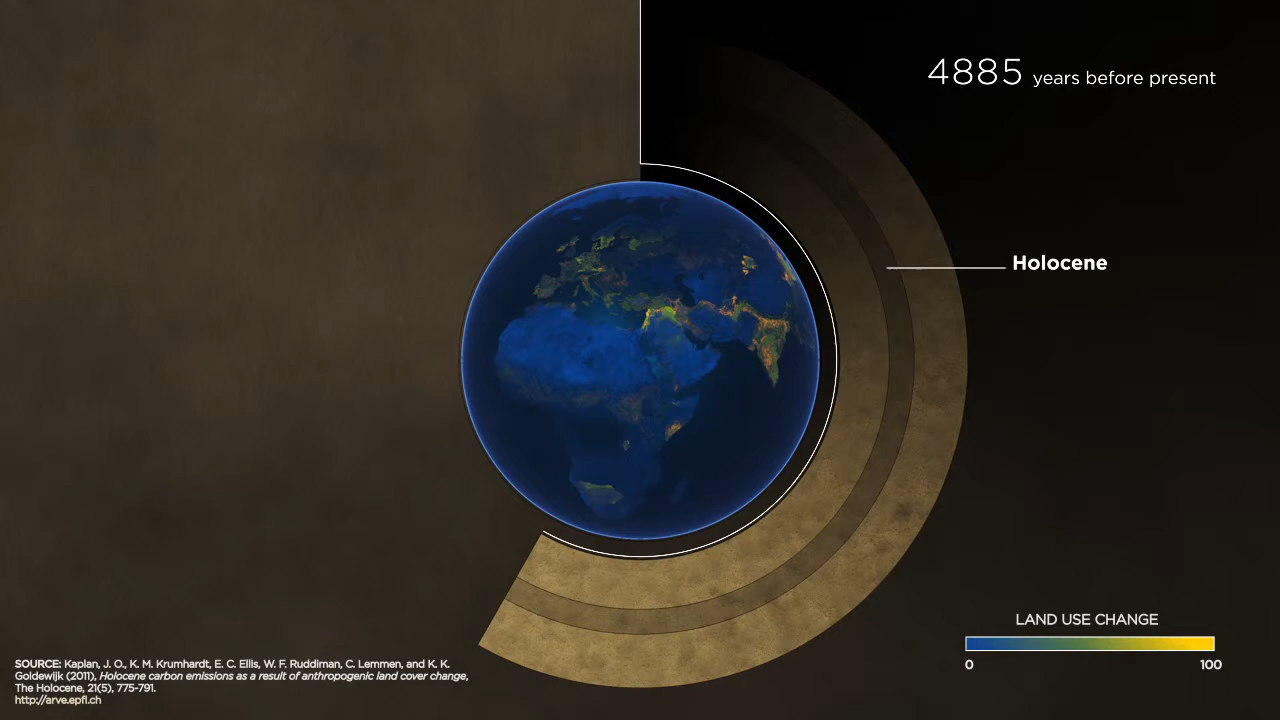 4885 years before present
Holocene
LAND USE CHANGE
0 100
SOURCE: Kaplan, J. O., K. M. Krumhardt, E. C. Ellis, W. F. Ruddiman, C. Lemmen, and K. K.
Goldewijk (2011), Holocene carbon emissions as a result of anthropogenic land cover change,
The Holocene, 21(5), 775-791.
http://arve.epfl.ch